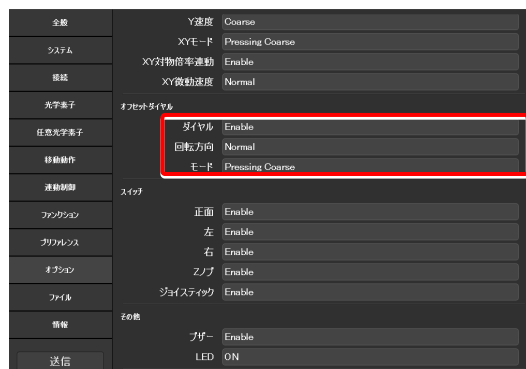 全般
システム
接続
光学素子
任意光学素子
移動動作
連動制御
ファンクション
プリファレンス
オプション
ファイル
情報
送信
Y速度 Coarse
XYモード Pressing Coarse
XY対物倍率連動 Enable
XY微動速度 Normal
オフセットダイヤル
ダイヤル Enable
回転方向 Normal
モード Pressing Coarse
スイッチ
正面 Enable
左 Enable
右 Enable
Zノブ Enable
ジョイスティック Enable
その他
ブザー Enable
LED ON